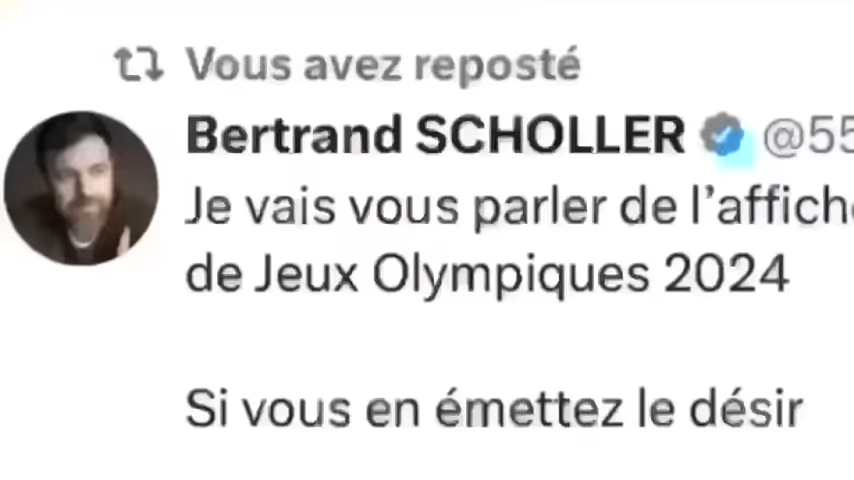 Vous avez reposté
Bertrand SCHOLLER @55
Je vais vous parler de l’affich
de Jeux Olympiques 2024
Si vous en émettez le désir